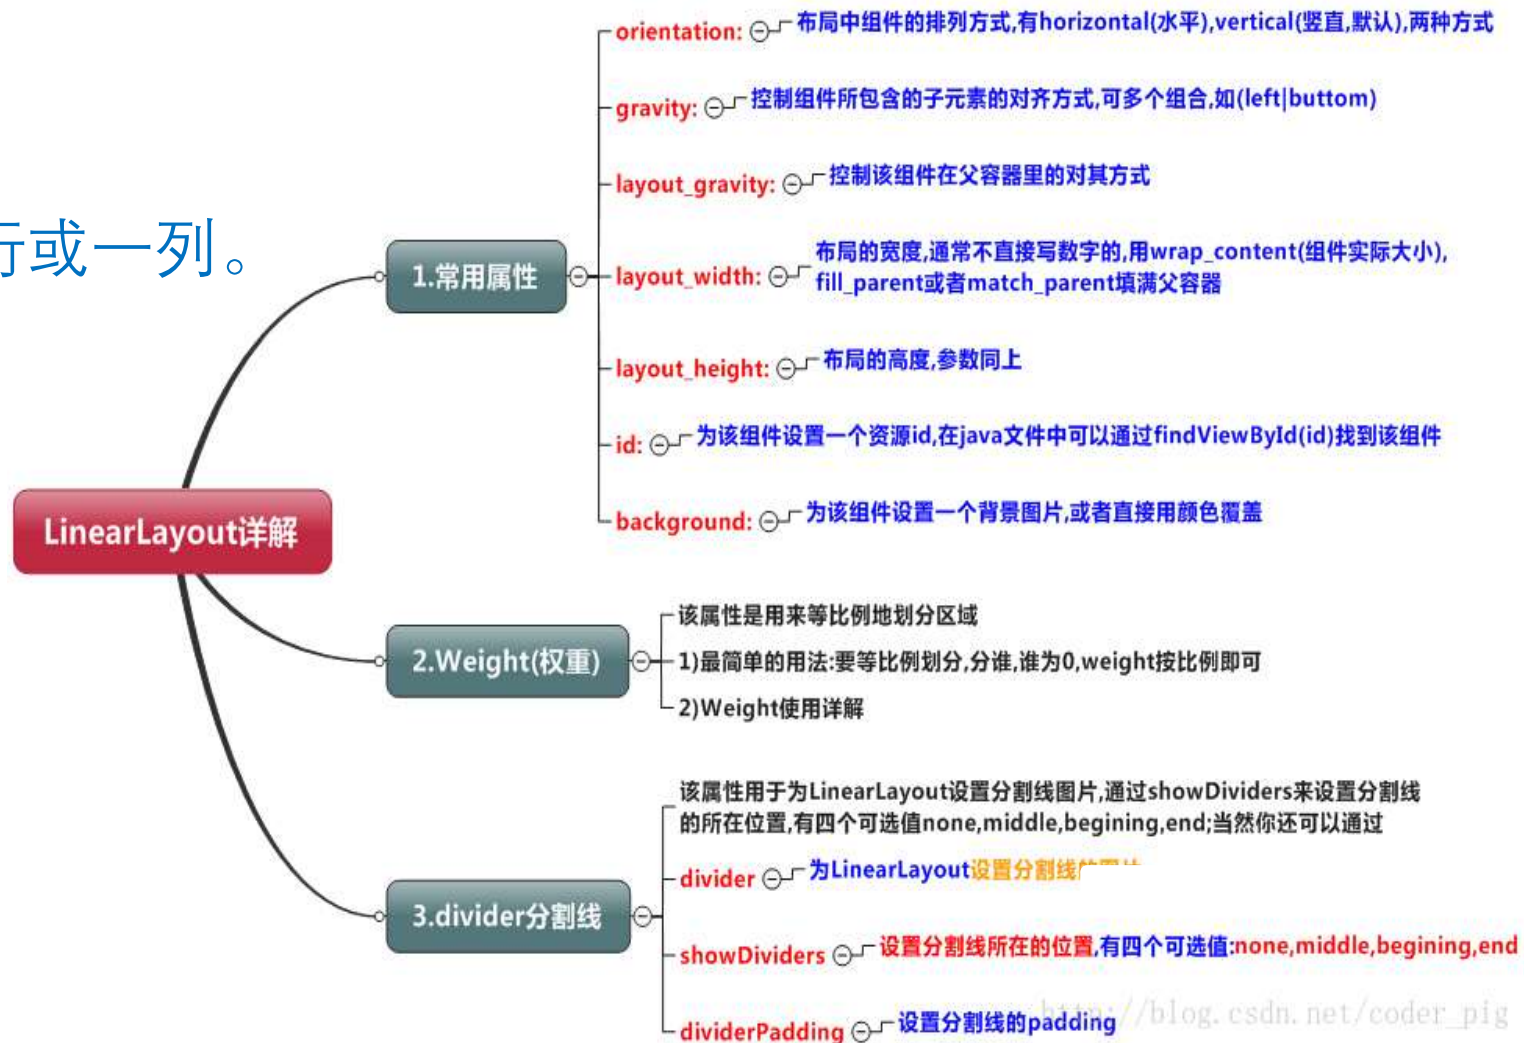 行或一列。
LinearLayout详解
1.常用属性
orientation:
布局中组件的排列方式,有horizontal(水平),vertical(竖直,默认),两种方式
gravity:
控制组件所包含的子元素的对齐方式,可多个组合,如(left|buttom)
layout_gravity:
控制该组件在父容器里的对其方式
layout_width:
布局的宽度,通常不直接写数字的,用wrap_content(组件实际大小),
fill_parent或者match_parent填满父容器
layout_height:
布局的高度,参数同上
id:
为该组件设置一个资源id,在java文件中可以通过findViewById(id)找到该组件
background:
为该组件设置一个背景图片,或者直接用颜色覆盖
2.Weight(权重)
该属性是用来等比例地划分区域
1)最简单的用法:要等比例划分,分谁,谁为0,weight按比例即可
2)Weight使用详解
3.divider分割线
该属性用于为LinearLayout设置分割线图片,通过showDividers来设置分割线
的所在位置,有四个可选值none,middle,begining,end;当然你还可以通过
divider
为LinearLayout设置分割线
showDividers
设置分割线所在的位置,有四个可选值:none,middle,begining,end
dividerPadding
设置分割线的padding
http://blog.csdn.net/coder_pig